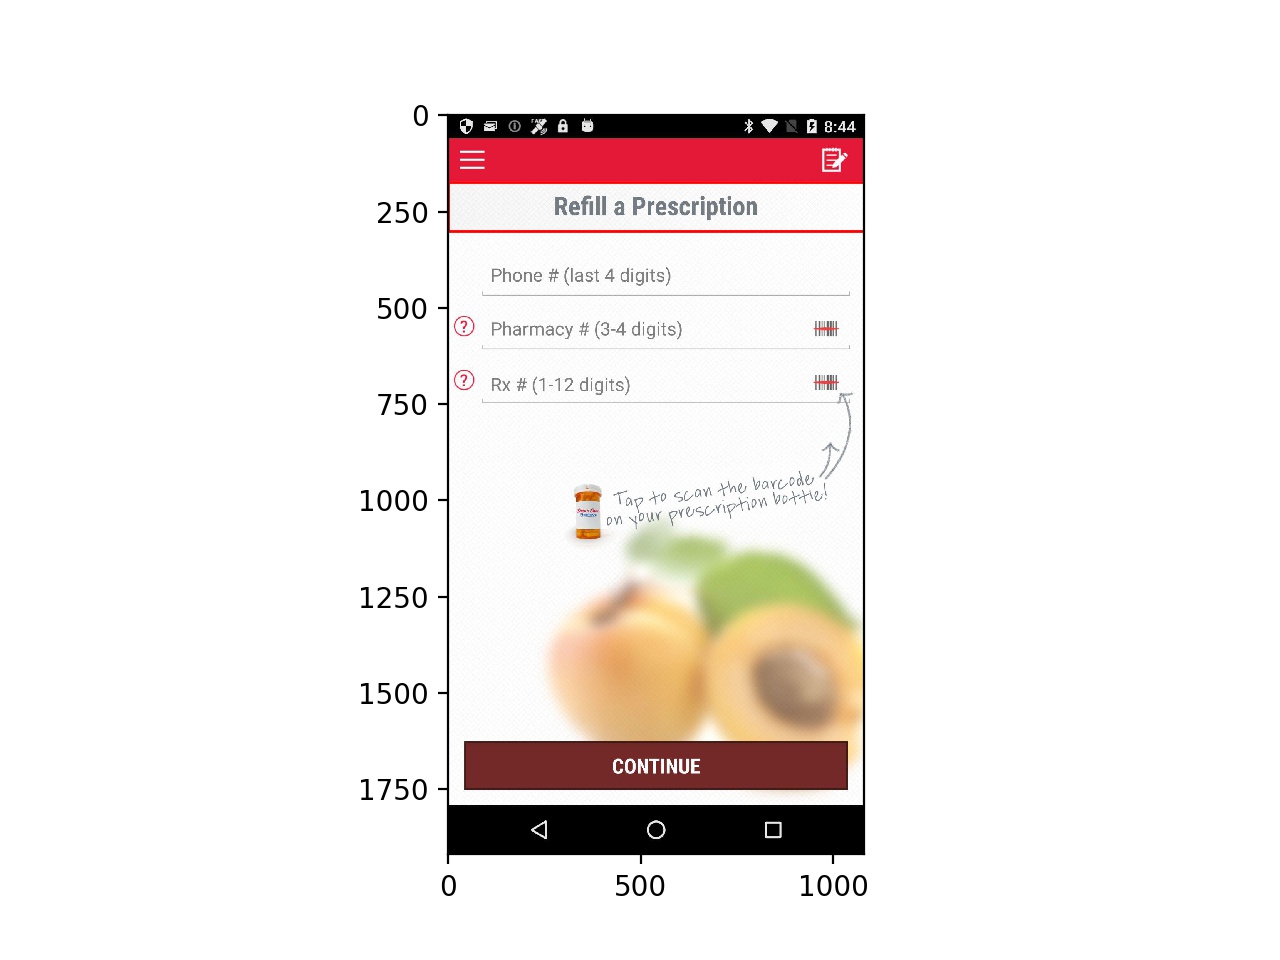 0
250
500
750
1000
1250
1500
1750
0
500
1000
8:44
Refill a Prescription
Phone # (last 4 digits)
? Pharmacy # (3-4 digits)
? Rx # (1-12 digits)
Tap to scan the barcode
on your prescription bottle!
CONTINUE